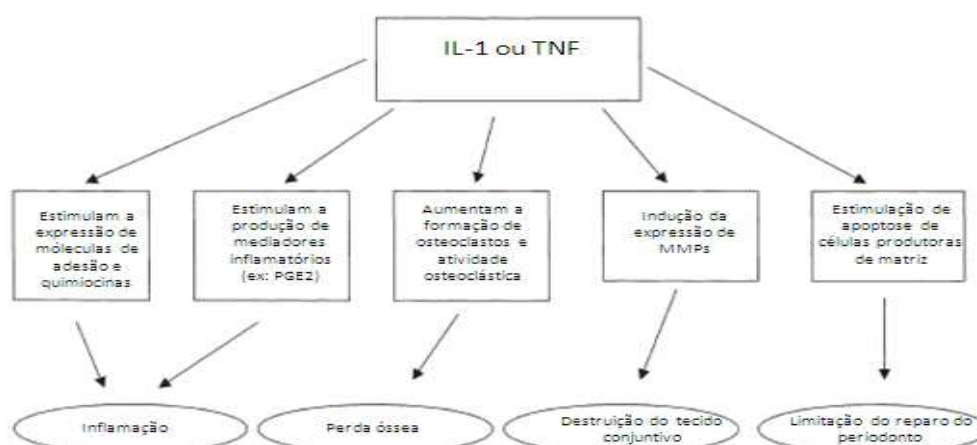 IL-1 ou TNF
Estimulam a
expressão de
móleculas de
adesão e
quimiocinas
Estimulam a
produção de
mediadores
inflamatórios
(ex: PGE2)
Aumentam a
formação de
osteoclastos e
atividade
osteoclástica
Indução da
expressão de
MMPs
Estimulação de
apoptose de
células produtoras
de matriz
Inflamação
Perda óssea
Destruição do tecido
conjuntivo
Limitação do reparo do
periodonto